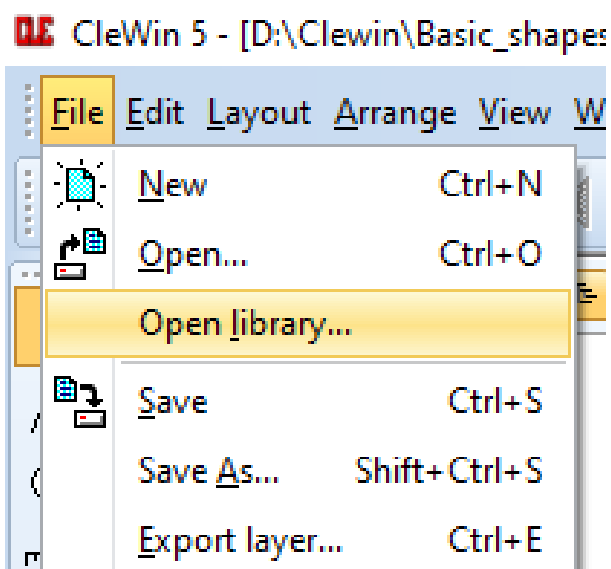 CLE CleWin 5 - [D:\Clewin\Basic_shapes
File Edit Layout Arrange View W
New Ctrl+N
Open... Ctrl+O
Open library...
Save Ctrl+S
Save As... Shift+Ctrl+S
Export layer... Ctrl+E